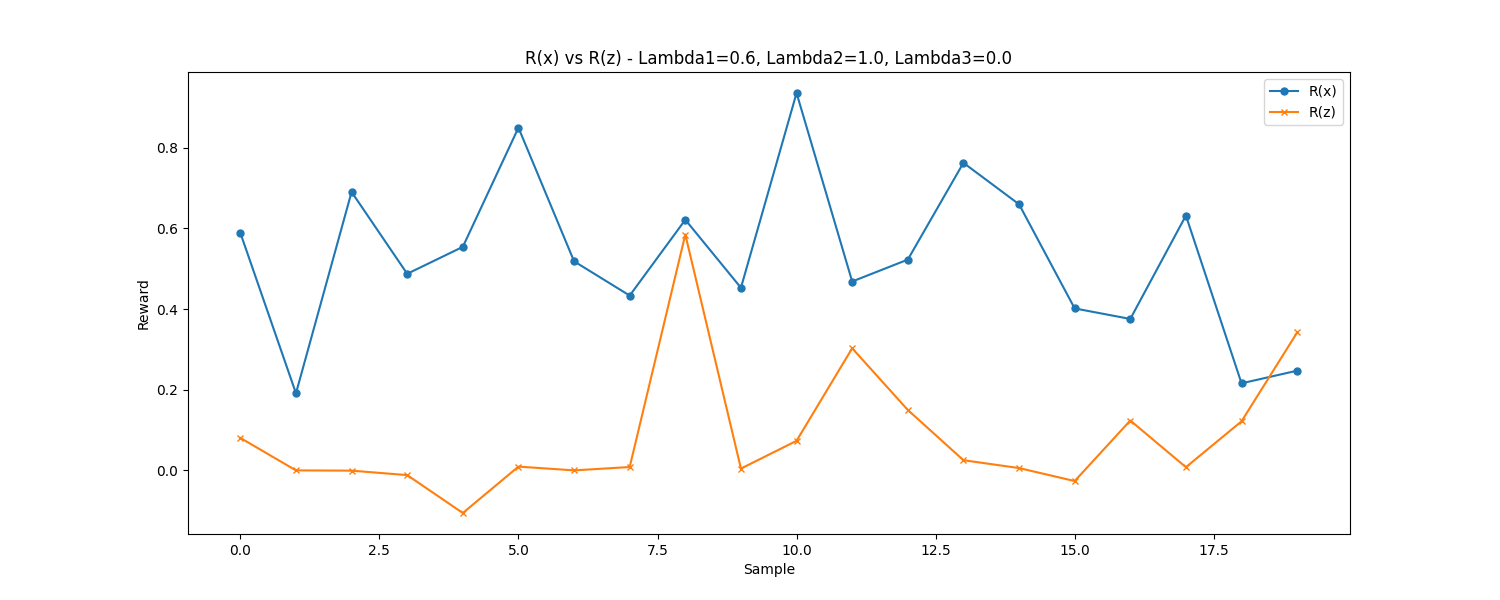 R(x) vs R(z) - Lambda1=0.6, Lambda2=1.0, Lambda3=0.0
R(x)
R(z)
Reward
0.8
0.6
0.4
0.2
0.0
0.0 2.5 5.0 7.5 10.0 12.5 15.0 17.5
Sample